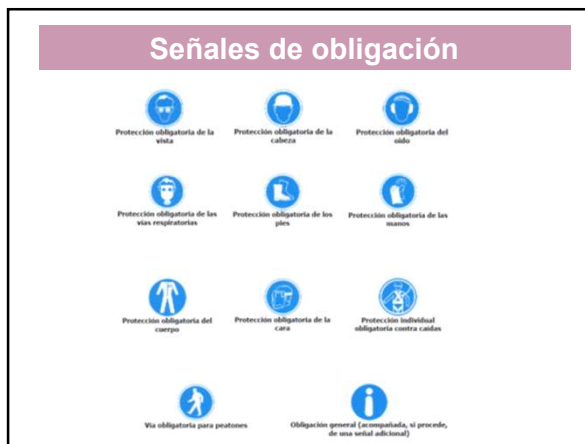 Señales de obligación
Protección obligatoria de la
vista
Protección obligatoria de la
cabeza
Protección obligatoria del
oído
Protección obligatoria de las
vías respiratorias
Protección obligatoria de los
pies
Protección obligatoria de las
manos
Protección obligatoria del
cuerpo
Protección obligatoria de la
cara
Protección individual
obligatoria contra caídas
Vía obligatoria para peatones
Obligación general (acompañada, si procede,
de una señal adicional)